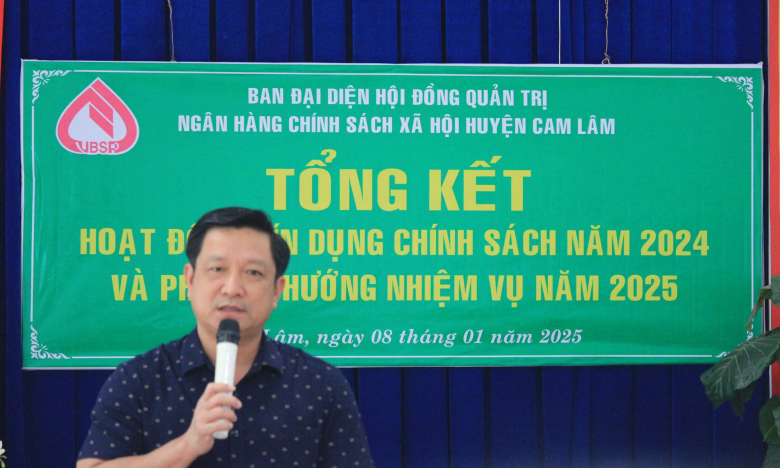 BAN ĐẠI DIỆN HỘI ĐỒNG QUẢN TRỊ
NGÂN HÀNG CHÍNH SÁCH XÃ HỘI HUYỆN CAM LÂM
VBSP
TỔNG KẾT
HOẠT DỤNG CHÍNH SÁCH NĂM 2024
VÀ HƯỚNG NHIỆM VỤ NĂM 2025
Lâm, ngày 08 tháng 01 năm 2025